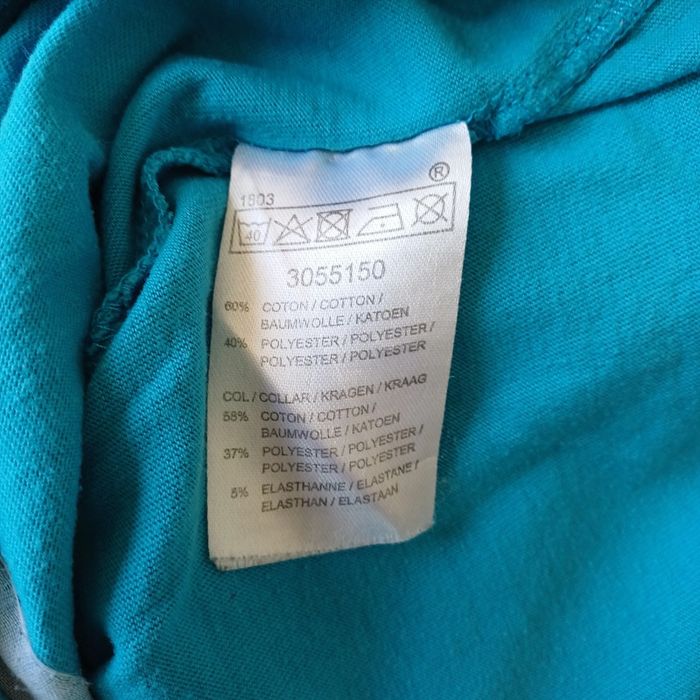 ®
1803
40
3055150
60% COTON / COTTON /
BAUMWOLLE / KATOEN
40% POLYESTER / POLYESTER /
POLYESTER / POLYESTER
COL / COLLAR / KRAGEN / KRAAG
58% COTON / COTTON /
BAUMWOLLE / KATOEN
37% POLYESTER / POLYESTER /
POLYESTER / POLYESTER
5% ELASTHANNE / ELASTANE /
ELASTHAN / ELASTAAN